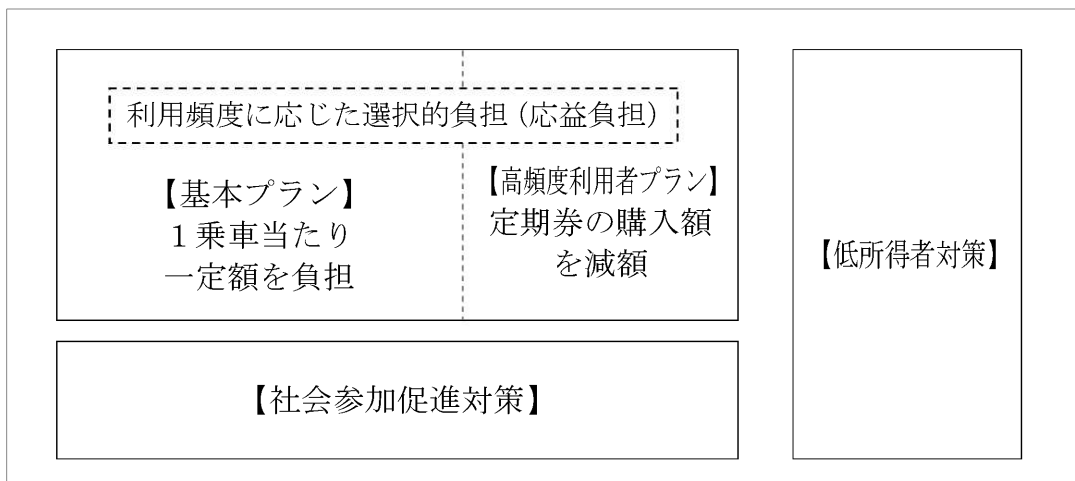 利用頻度に応じた選択的負担（応益負担）
【基本プラン】
１乗車当たり
一定額を負担
【高頻度利用者プラン】
定期券の購入額
を減額
【低所得者対策】
【社会参加促進対策】